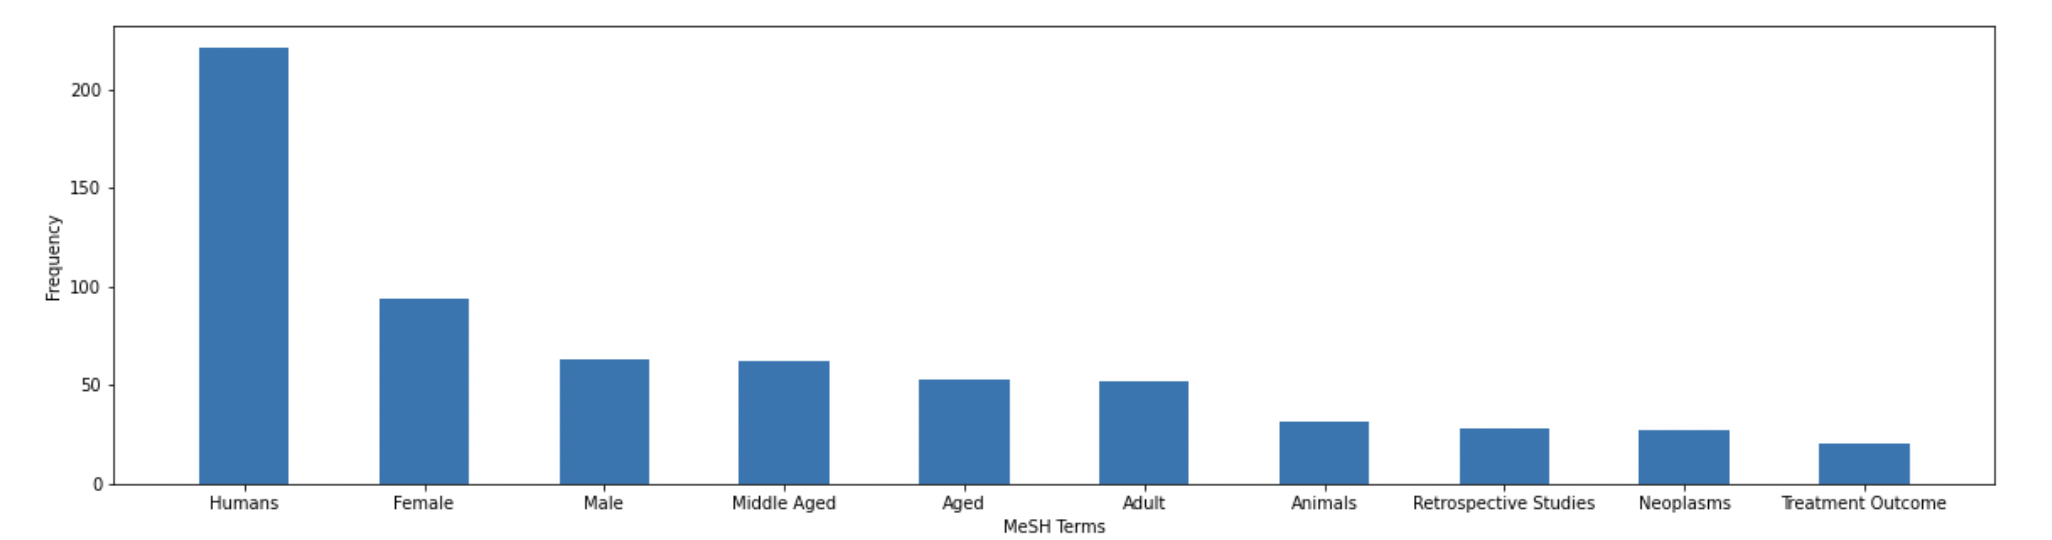 200
150
100
50
0
Frequency
Humans Female Male Middle Aged Aged Adult Animals Retrospective Studies Neoplasms Treatment Outcome
MeSH Terms